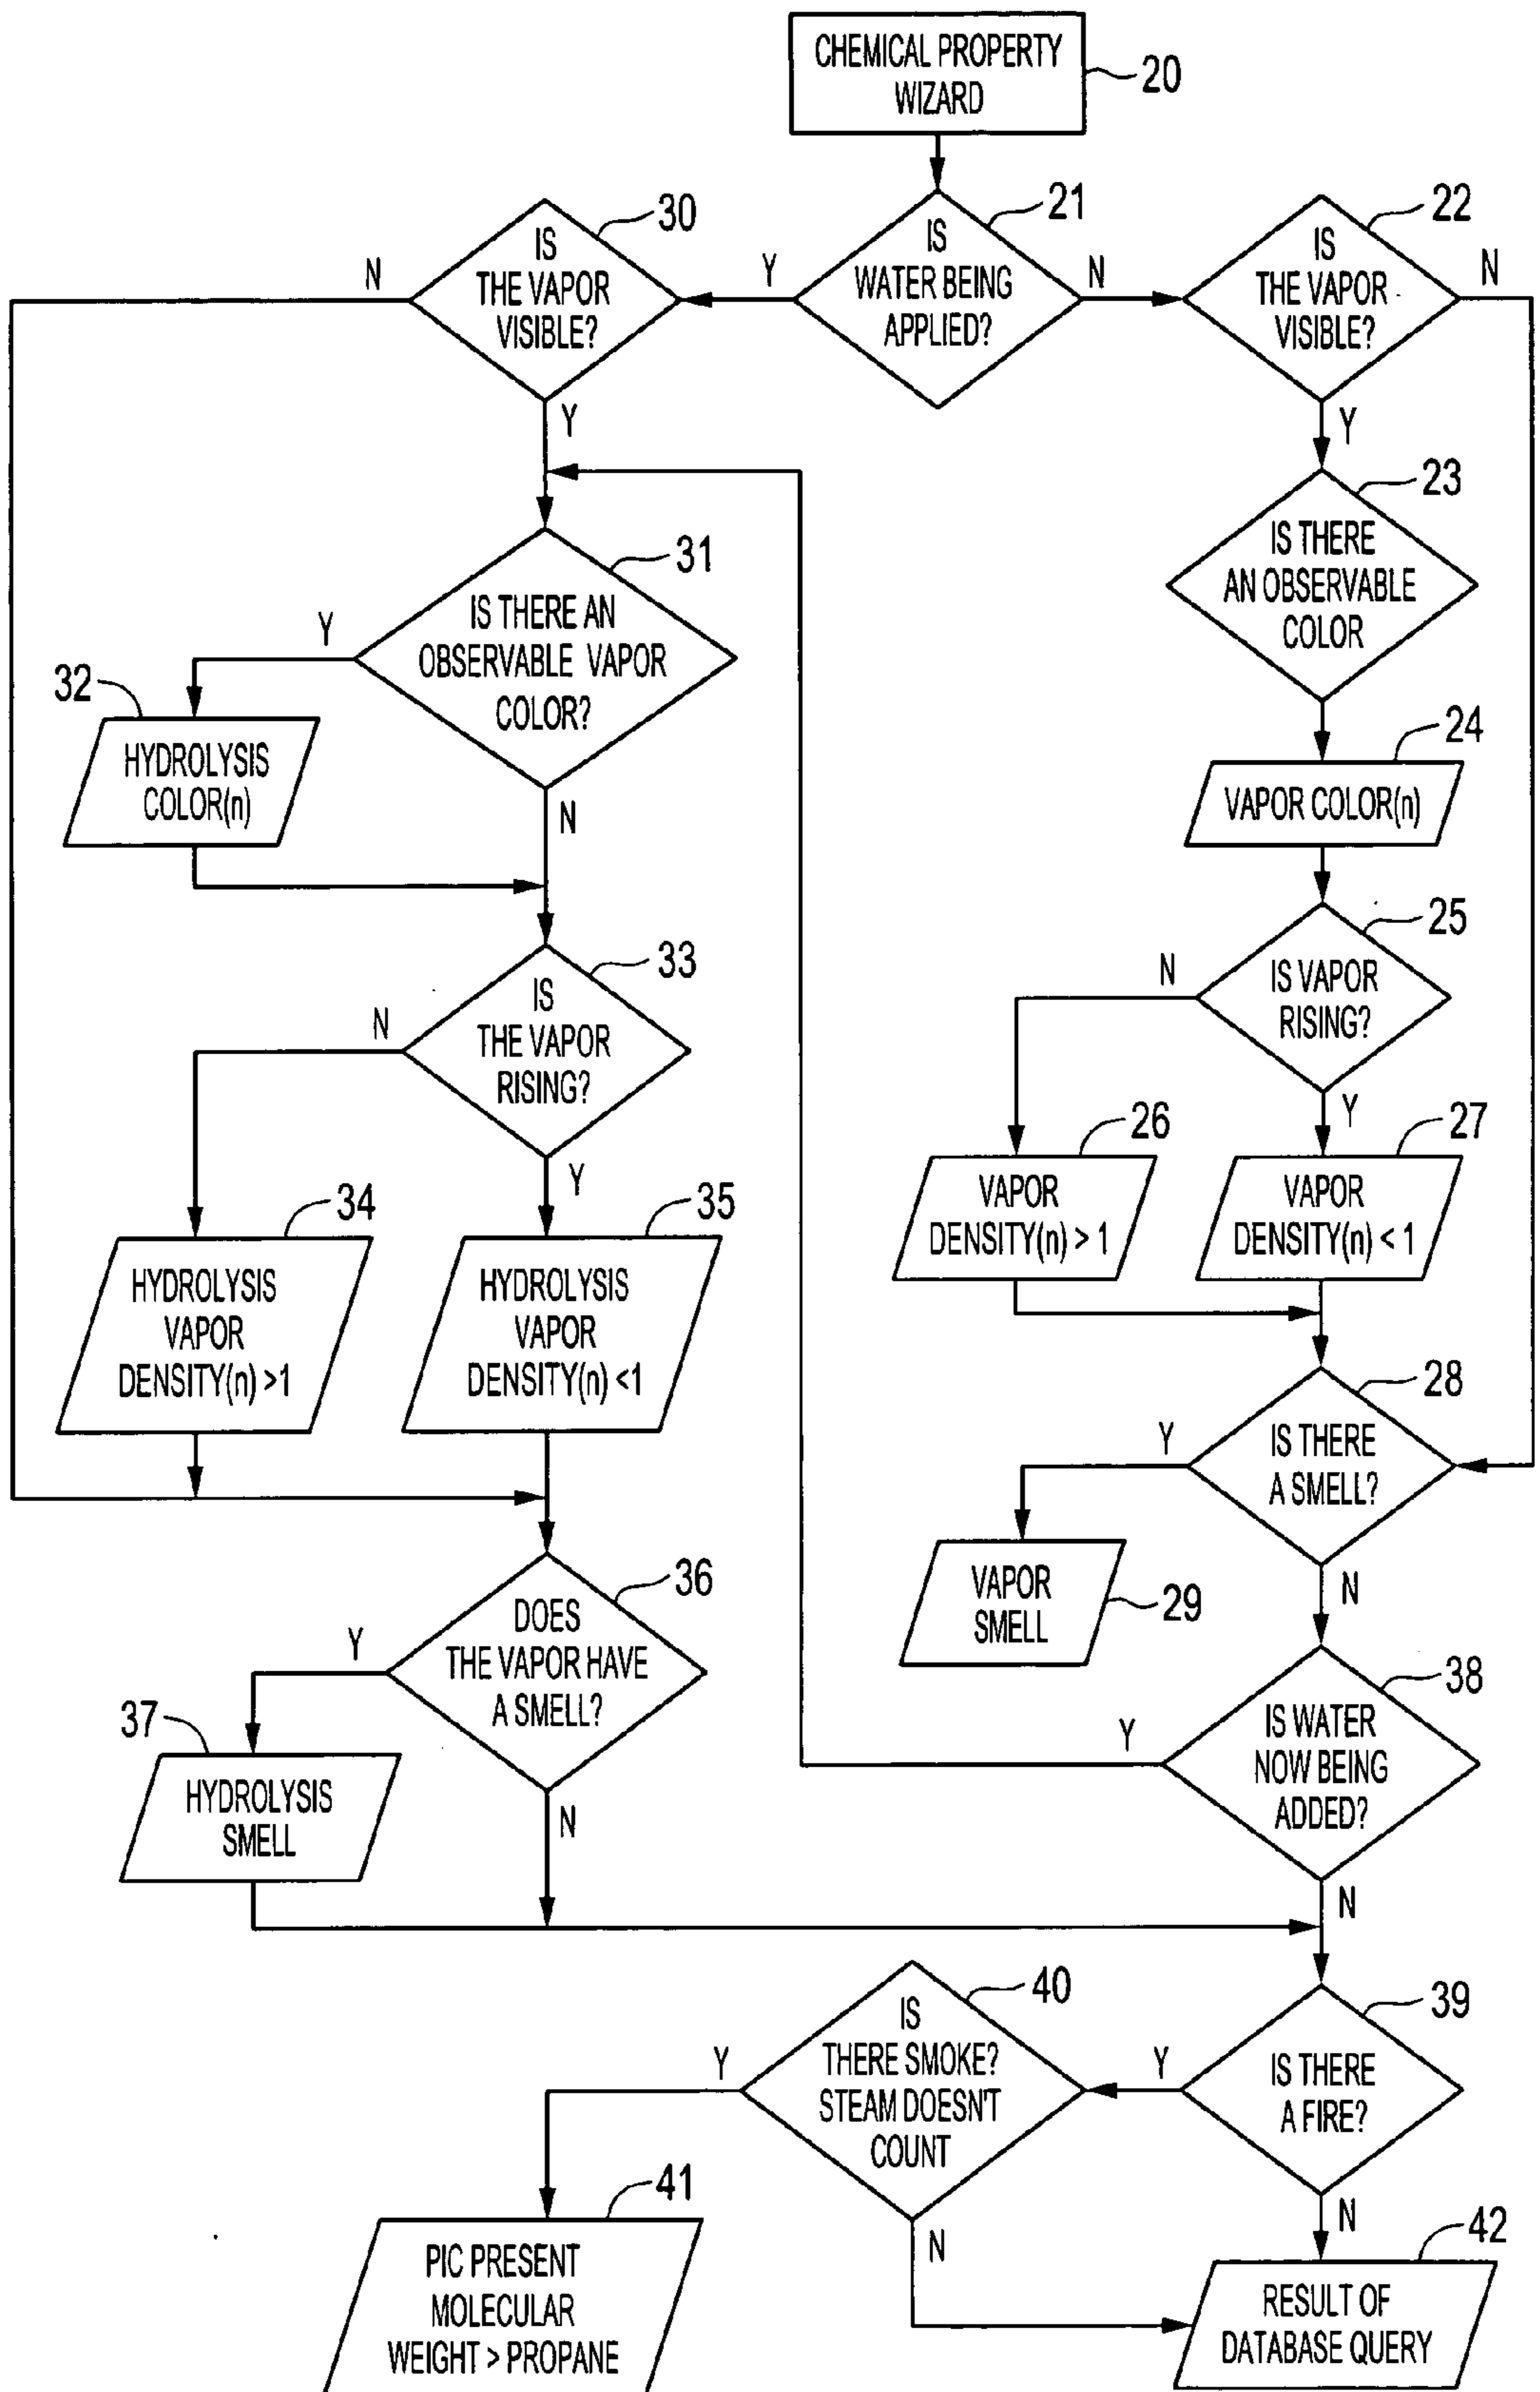 CHEMICAL PROPERTY
WIZARD
20
IS
WATER BEING
APPLIED?
21
Y
N
IS
THE VAPOR
VISIBLE?
22
N
Y
IS THERE
AN OBSERVABLE
COLOR
23
VAPOR COLOR(n)
24
IS VAPOR
RISING?
25
N
Y
VAPOR
DENSITY(n) > 1
26
VAPOR
DENSITY(n) < 1
27
IS THERE
A SMELL?
28
Y
N
VAPOR
SMELL
29
IS
THE VAPOR
VISIBLE?
30
N
Y
IS THERE AN
OBSERVABLE VAPOR
COLOR?
31
Y
N
32
HYDROLYSIS
COLOR(n)
IS
THE VAPOR
RISING?
33
N
Y
HYDROLYSIS
VAPOR
DENSITY(n) >1
34
HYDROLYSIS
VAPOR
DENSITY(n) <1
35
DOES
THE VAPOR HAVE
A SMELL?
36
Y
N
37
HYDROLYSIS
SMELL
IS WATER
NOW BEING
ADDED?
38
Y
N
IS THERE
A FIRE?
39
Y
N
IS
THERE SMOKE?
STEAM DOESN'T
COUNT
40
Y
N
PIC PRESENT
MOLECULAR
WEIGHT > PROPANE
41
RESULT OF
DATABASE QUERY
42